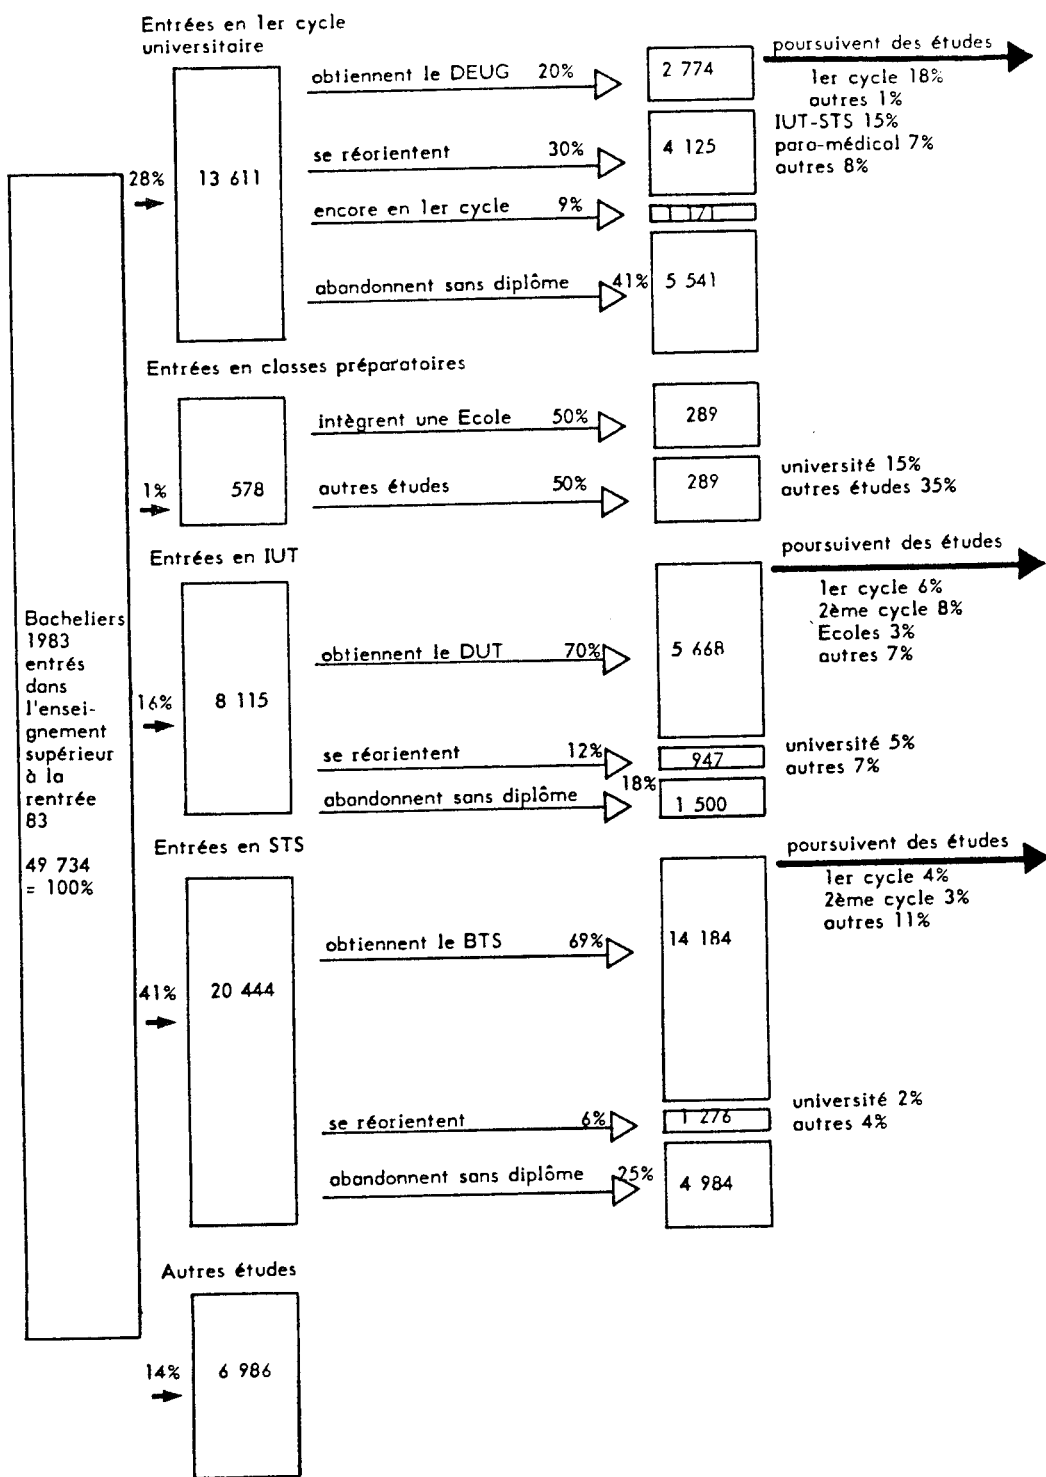 Entrées en 1er cycle
universitaire
28%
13 611
obtiennent le DEUG 20%
2 774
poursuivent des études
1er cycle 18%
autres 1%
se réorientent 30%
4 125
IUT-STS 15%
para-médical 7%
autres 8%
encore en 1er cycle 9%
1 171
abandonnent sans diplôme 41%
5 541
Entrées en classes préparatoires
1%
578
intègrent une Ecole 50%
289
autres études 50%
289
université 15%
autres études 35%
Entrées en IUT
Bacheliers
1983
entrés
dans
l'ensei-
gnement
supérieur
à la
rentrée
83
49 734
= 100%
16%
8 115
obtiennent le DUT 70%
5 668
poursuivent des études
1er cycle 6%
2ème cycle 8%
Ecoles 3%
autres 7%
se réorientent 12%
947
université 5%
autres 7%
abandonnent sans diplôme 18%
1 500
Entrées en STS
41%
20 444
obtiennent le BTS 69%
14 184
poursuivent des études
1er cycle 4%
2ème cycle 3%
autres 11%
se réorientent 6%
1 276
université 2%
autres 4%
abandonnent sans diplôme 25%
4 984
Autres études
14%
6 986